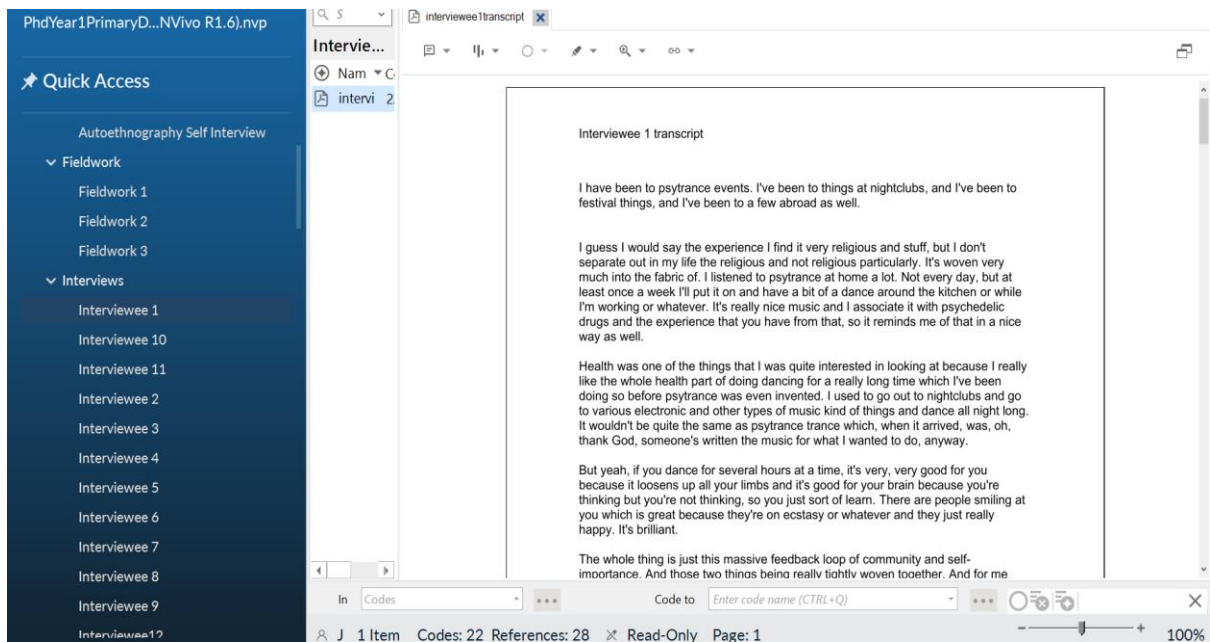 PhdYear1PrimaryD...NVivo R1.6).nvp
Quick Access
Autoethnography Self Interview
Fieldwork
Fieldwork 1
Fieldwork 2
Fieldwork 3
Interviews
Interviewee 1
Interviewee 10
Interviewee 11
Interviewee 2
Interviewee 3
Interviewee 4
Interviewee 5
Interviewee 6
Interviewee 7
Interviewee 8
Interviewee 9
Interviewee12
S
Intervie...
Nam C
intervi 2
interviewee1transcript
Interviewee 1 transcript
I have been to psytrance events. I've been to things at nightclubs, and I've been to
festival things, and I've been to a few abroad as well.
I guess I would say the experience I find it very religious and stuff, but I don't
separate out in my life the religious and not religious particularly. It's woven very
much into the fabric of. I listened to psytrance at home a lot. Not every day, but at
least once a week I'll put it on and have a bit of a dance around the kitchen or while
I'm working or whatever. It's really nice music and I associate it with psychedelic
drugs and the experience that you have from that, so it reminds me of that in a nice
way as well.
Health was one of the things that I was quite interested in looking at because I really
like the whole health part of doing dancing for a really long time which I've been
doing so before psytrance was even invented. I used to go out to nightclubs and go
to various electronic and other types of music kind of things and dance all night long.
It wouldn't be quite the same as psytrance trance which, when it arrived, was, oh,
thank God, someone's written the music for what I wanted to do, anyway.
But yeah, if you dance for several hours at a time, it's very, very good for you
because it loosens up all your limbs and it's good for your brain because you're
thinking but you're not thinking, so you just sort of learn. There are people smiling at
you which is great because they're on ecstasy or whatever and they just really
happy. It's brilliant.
The whole thing is just this massive feedback loop of community and self-
importance. And those two things being really tightly woven together. And for me
In Codes
Code to Enter code name (CTRL+Q)
J 1 Item Codes: 22 References: 28 Read-Only Page: 1
100%